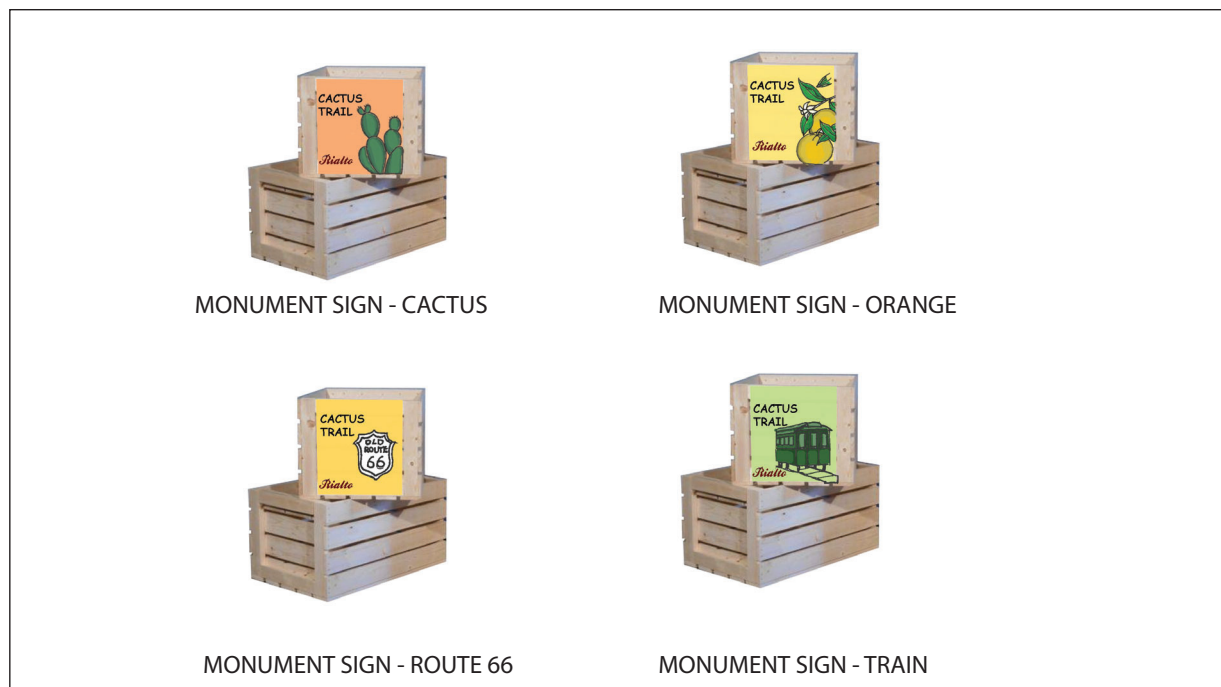 CACTUS
TRAIL
Rialto
MONUMENT SIGN - CACTUS
CACTUS
TRAIL
Rialto
MONUMENT SIGN - ORANGE
CACTUS
TRAIL
OLD
ROUTE
66
Rialto
MONUMENT SIGN - ROUTE 66
CACTUS
TRAIL
Rialto
MONUMENT SIGN - TRAIN